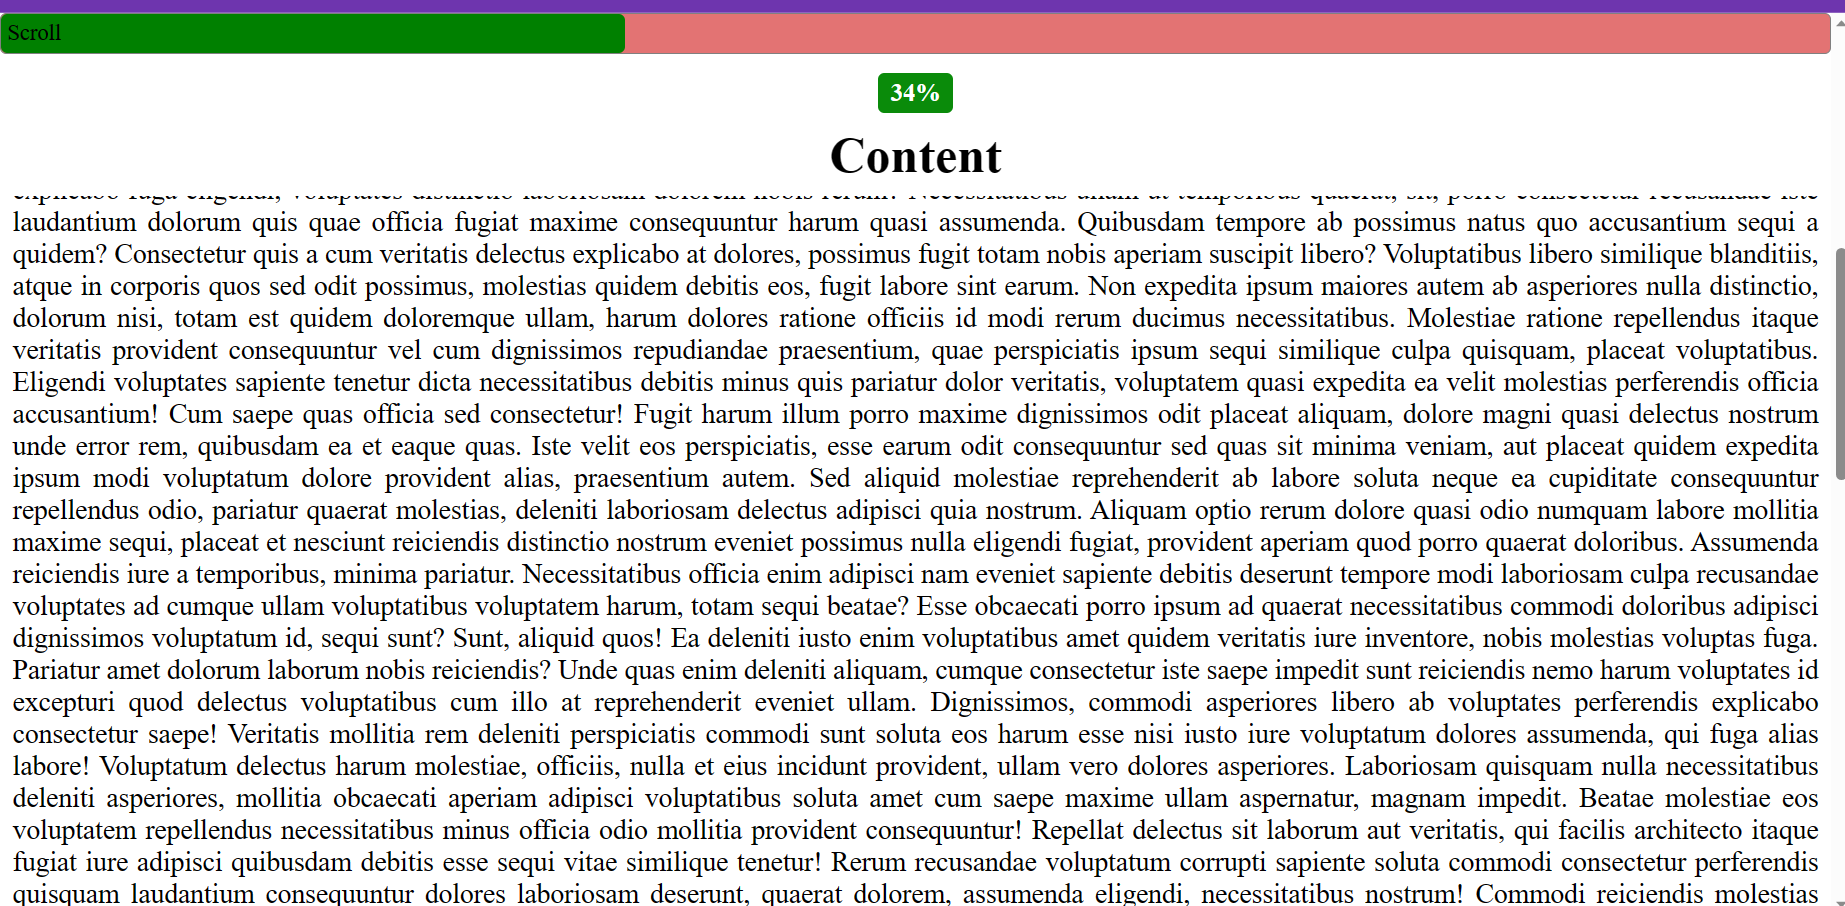 Scroll
34%
Content
explicabo fuga eligendi, voluptates distinctio laboriosam dolorem nobis rerum? Necessitatibus ullam ut temporibus quaerat, sit, porro consectetur recusandae iste
laudantium dolorum quis quae officia fugiat maxime consequuntur harum quasi assumenda. Quibusdam tempore ab possimus natus quo accusantium sequi a
quidem? Consectetur quis a cum veritatis delectus explicabo at dolores, possimus fugit totam nobis aperiam suscipit libero? Voluptatibus libero similique blanditiis,
atque in corporis quos sed odit possimus, molestias quidem debitis eos, fugit labore sint earum. Non expedita ipsum maiores autem ab asperiores nulla distinctio,
dolorum nisi, totam est quidem doloremque ullam, harum dolores ratione officiis id modi rerum ducimus necessitatibus. Molestiae ratione repellendus itaque
veritatis provident consequuntur vel cum dignissimos repudiandae praesentium, quae perspiciatis ipsum sequi similique culpa quisquam, placeat voluptatibus.
Eligendi voluptates sapiente tenetur dicta necessitatibus debitis minus quis pariatur dolor veritatis, voluptatem quasi expedita ea velit molestias perferendis officia
accusantium! Cum saepe quas officia sed consectetur! Fugit harum illum porro maxime dignissimos odit placeat aliquam, dolore magni quasi delectus nostrum
unde error rem, quibusdam ea et eaque quas. Iste velit eos perspiciatis, esse earum odit consequuntur sed quas sit minima veniam, aut placeat quidem expedita
ipsum modi voluptatum dolore provident alias, praesentium autem. Sed aliquid molestiae reprehenderit ab labore soluta neque ea cupiditate consequuntur
repellendus odio, pariatur quaerat molestias, deleniti laboriosam delectus adipisci quia nostrum. Aliquam optio rerum dolore quasi odio numquam labore mollitia
maxime sequi, placeat et nesciunt reiciendis distinctio nostrum eveniet possimus nulla eligendi fugiat, provident aperiam quod porro quaerat doloribus. Assumenda
reiciendis iure a temporibus, minima pariatur. Necessitatibus officia enim adipisci nam eveniet sapiente debitis deserunt tempore modi laboriosam culpa recusandae
voluptates ad cumque ullam voluptatibus voluptatem harum, totam sequi beatae? Esse obcaecati porro ipsum ad quaerat necessitatibus commodi doloribus adipisci
dignissimos voluptatum id, sequi sunt? Sunt, aliquid quos! Ea deleniti iusto enim voluptatibus amet quidem veritatis iure inventore, nobis molestias voluptas fuga.
Pariatur amet dolorum laborum nobis reiciendis? Unde quas enim deleniti aliquam, cumque consectetur iste saepe impedit sunt reiciendis nemo harum voluptates id
excepturi quod delectus voluptatibus cum illo at reprehenderit eveniet ullam. Dignissimos, commodi asperiores libero ab voluptates perferendis explicabo
consectetur saepe! Veritatis mollitia rem deleniti perspiciatis commodi sunt soluta eos harum esse nisi iusto iure voluptatum dolores assumenda, qui fuga alias
labore! Voluptatum delectus harum molestiae, officiis, nulla et eius incidunt provident, ullam vero dolores asperiores. Laboriosam quisquam nulla necessitatibus
deleniti asperiores, mollitia obcaecati aperiam adipisci voluptatibus soluta amet cum saepe maxime ullam aspernatur, magnam impedit. Beatae molestiae eos
voluptatem repellendus necessitatibus minus officia odio mollitia provident consequuntur! Repellat delectus sit laborum aut veritatis, qui facilis architecto itaque
fugiat iure adipisci quibusdam debitis esse sequi vitae similique tenetur! Rerum recusandae voluptatum corrupti sapiente soluta commodi consectetur perferendis
quisquam laudantium consequuntur dolores laboriosam deserunt, quaerat dolorem, assumenda eligendi, necessitatibus nostrum! Commodi reiciendis molestias